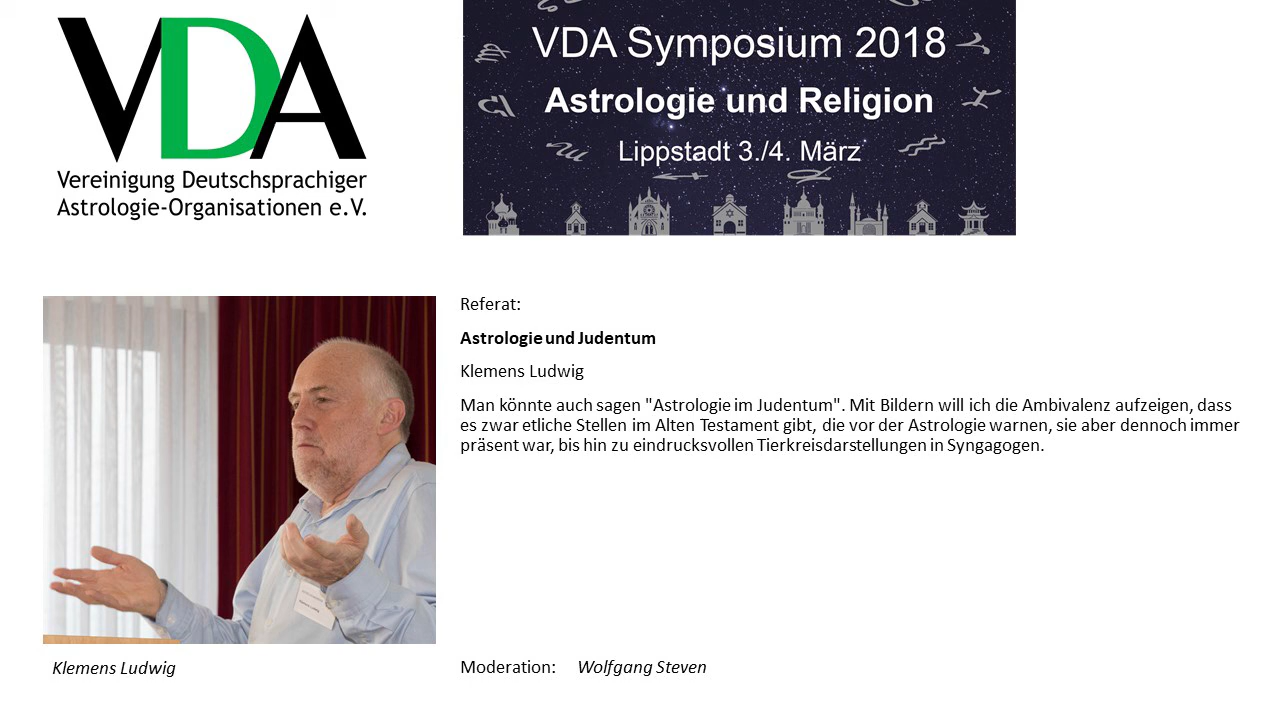 VDA
Vereinigung Deutschsprachiger
Astrologie-Organisationen e.V.
VDA Symposium 2018
Astrologie und Religion
Lippstadt 3./4. März
Referat:
Astrologie und Judentum
Klemens Ludwig
Man könnte auch sagen "Astrologie im Judentum". Mit Bildern will ich die Ambivalenz aufzeigen, dass
es zwar etliche Stellen im Alten Testament gibt, die vor der Astrologie warnen, sie aber dennoch immer
präsent war, bis hin zu eindrucksvollen Tierkreisdarstellungen in Syngagogen.
Klemens Ludwig
Moderation: Wolfgang Steven